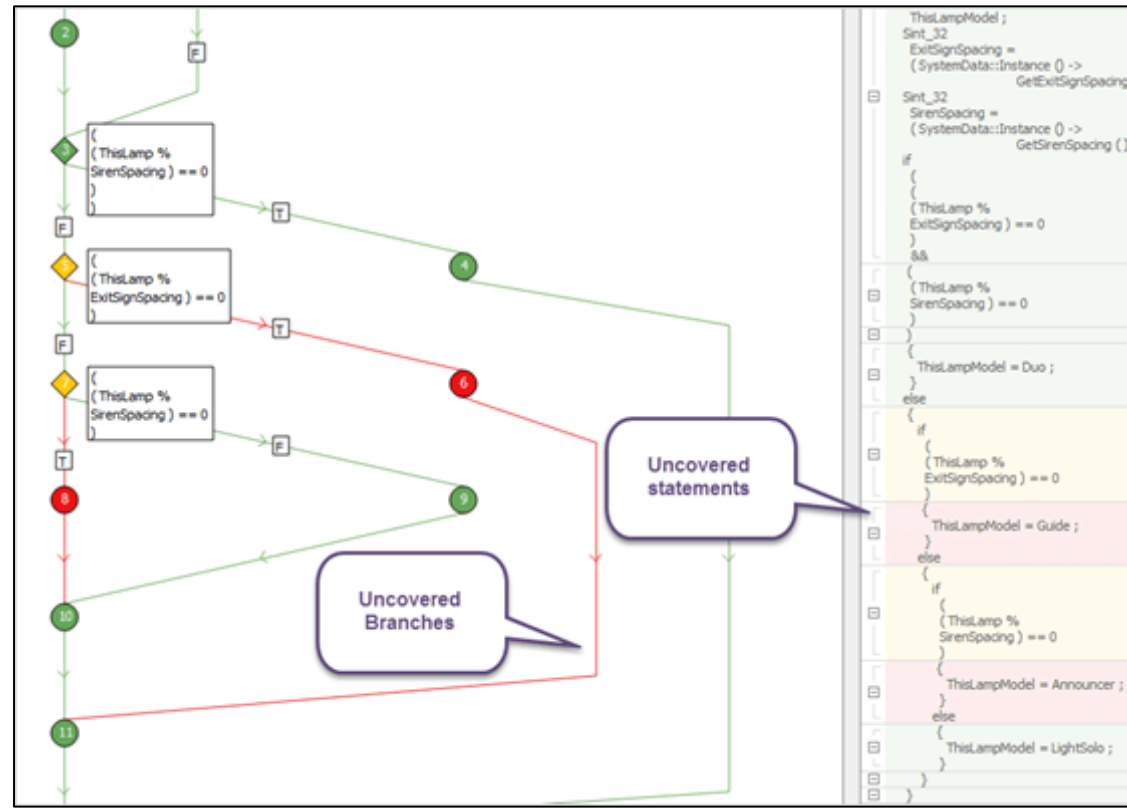 2
F
3
(
( ThisLamp %
SirenSpacing ) == 0
)
)
T
F
4
5
(
( ThisLamp %
ExitSignSpacing ) == 0
)
T
F
6
7
(
( ThisLamp %
SirenSpacing ) == 0
)
F
T
8
9
10
11
Uncovered
Branches
Uncovered
statements
ThisLampModel ;
Sint_32
ExitSignSpacing =
( SystemData::Instance () ->
GetExitSignSpacing
Sint_32
SirenSpacing =
( SystemData::Instance () ->
GetSirenSpacing ( )
if
(
(
( ThisLamp %
ExitSignSpacing ) == 0
)
&&
(
( ThisLamp %
SirenSpacing ) == 0
)
)
{
ThisLampModel = Duo ;
}
else
{
if
(
( ThisLamp %
ExitSignSpacing ) == 0
)
{
ThisLampModel = Guide ;
}
else
{
if
(
( ThisLamp %
SirenSpacing ) == 0
)
{
ThisLampModel = Announcer ;
}
else
{
ThisLampModel = LightSolo ;
}
}
}